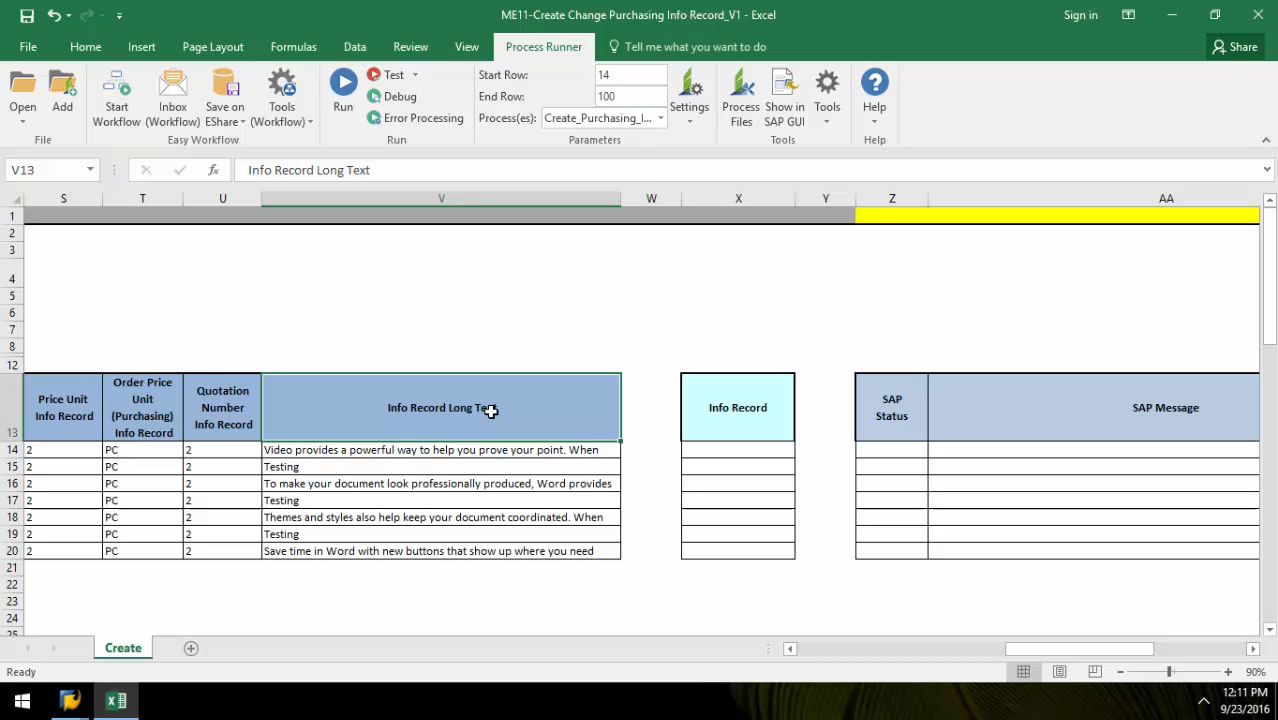 ME11-Create Change Purchasing Info Record_V1 - Excel
Sign in
File Home Insert Page Layout Formulas Data Review View Process Runner Tell me what you want to do
Share
Open Add
Start Workflow
Inbox (Workflow)
Save on EShare
Tools (Workflow)
Run
Test
Debug
Error Processing
Start Row: 14
End Row: 100
Process(es): Create_Purchasing_I...
Settings
Process Files
Show in SAP GUI
Tools
Help
File Easy Workflow Run Parameters Tools Help
V13 fx Info Record Long Text
S T U V W X Y Z AA
1
2
3
4
5
6
7
8
12
13
Price Unit Info Record
Order Price Unit (Purchasing) Info Record
Quotation Number Info Record
Info Record Long Text
Info Record
SAP Status
SAP Message
14 2 PC 2 Video provides a powerful way to help you prove your point. When
15 2 PC 2 Testing
16 2 PC 2 To make your document look professionally produced, Word provides
17 2 PC 2 Testing
18 2 PC 2 Themes and styles also help keep your document coordinated. When
19 2 PC 2 Testing
20 2 PC 2 Save time in Word with new buttons that show up where you need
21
22
23
24
25
Create
Ready
90%
12:11 PM
9/23/2016